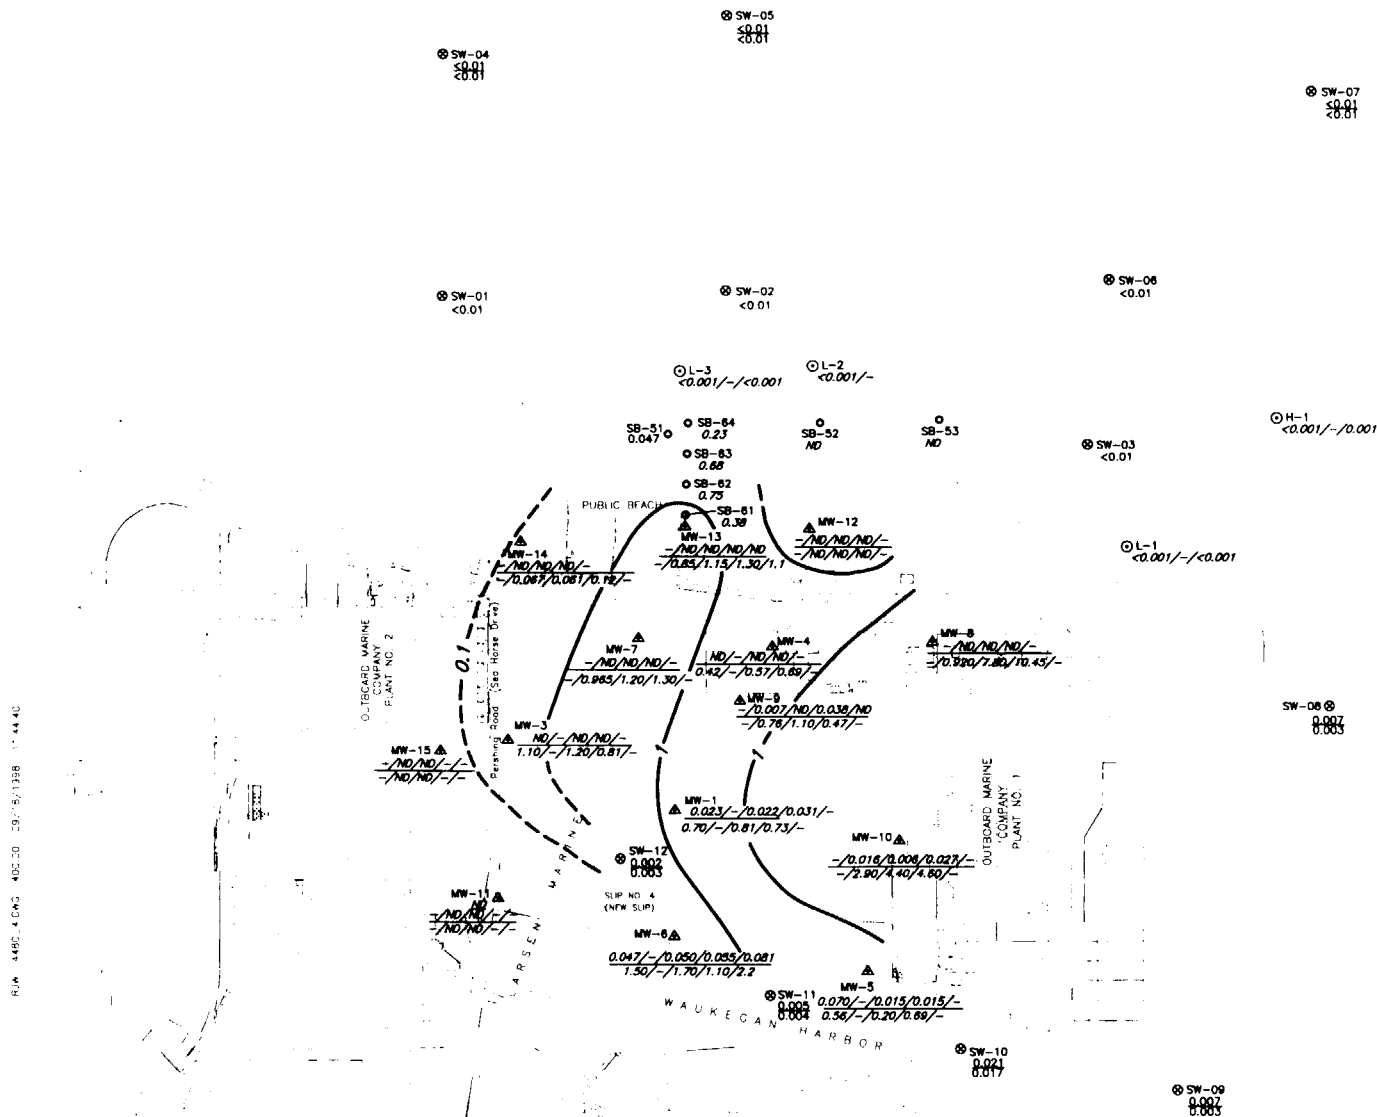 SW-05
<0.01
<0.01
SW-04
<0.01
<0.01
SW-07
<0.01
<0.01
SW-01
<0.01
SW-02
<0.01
SW-06
<0.01
L-3
<0.001/-/<0.001
L-2
<0.001/-
H-1
<0.001/-/0.001
SB-51
0.047
SB-64
0.23
SB-52
ND
SB-53
ND
SW-03
<0.01
SB-63
0.68
SB-62
0.75
PUBLIC BEACH
SB-61
0.38
MW-13
-/ND/ND/ND/ND
-/0.85/1.15/1.30/1.1
MW-12
-/ND/ND/ND/-
-/ND/ND/ND/-
L-1
<0.001/-/<0.001
MW-14
-/ND/ND/ND/-
-/0.067/0.061/0.12/-
OUTBOARD MARINE
COMPANY
PLANT NO. 2
0.1
Pershing Road (Sea Horse Drive)
MW-7
-/ND/ND/ND/-
-/0.965/1.20/1.30/-
MW-4
ND/-/ND/ND/-
0.42/-/0.57/0.69/-
MW-8
-/ND/ND/ND/-
-/0.920/7.80/10.45/-
MW-9
-/0.007/ND/0.038/ND
-/0.76/1.10/0.47/-
SW-08
0.007
0.003
MW-3
ND/-/ND/ND/-
1.10/-/1.20/0.81/-
MW-15
-/ND/ND/-/-
-/ND/ND/-/-
1
1
MW-1
0.023/-/0.022/0.031/-
0.70/-/0.81/0.73/-
OUTBOARD MARINE
COMPANY
PLANT NO. 1
MW-10
-/0.016/0.006/0.027/-
-/2.90/4.40/4.60/-
SW-12
0.002
0.003
LARSEN MARINE
SLIP NO. 4
(NEW SLIP)
MW-11
ND
-/ND/ND/-/-
-/ND/ND/-/-
MW-6
0.047/-/0.050/0.055/0.081
1.50/-/1.70/1.10/2.2
MW-5
0.070/-/0.015/0.015/-
0.56/-/0.20/0.69/-
SW-11
0.005
0.004
WAUKEGAN HARBOR
SW-10
0.021
0.017
SW-09
0.007
0.003